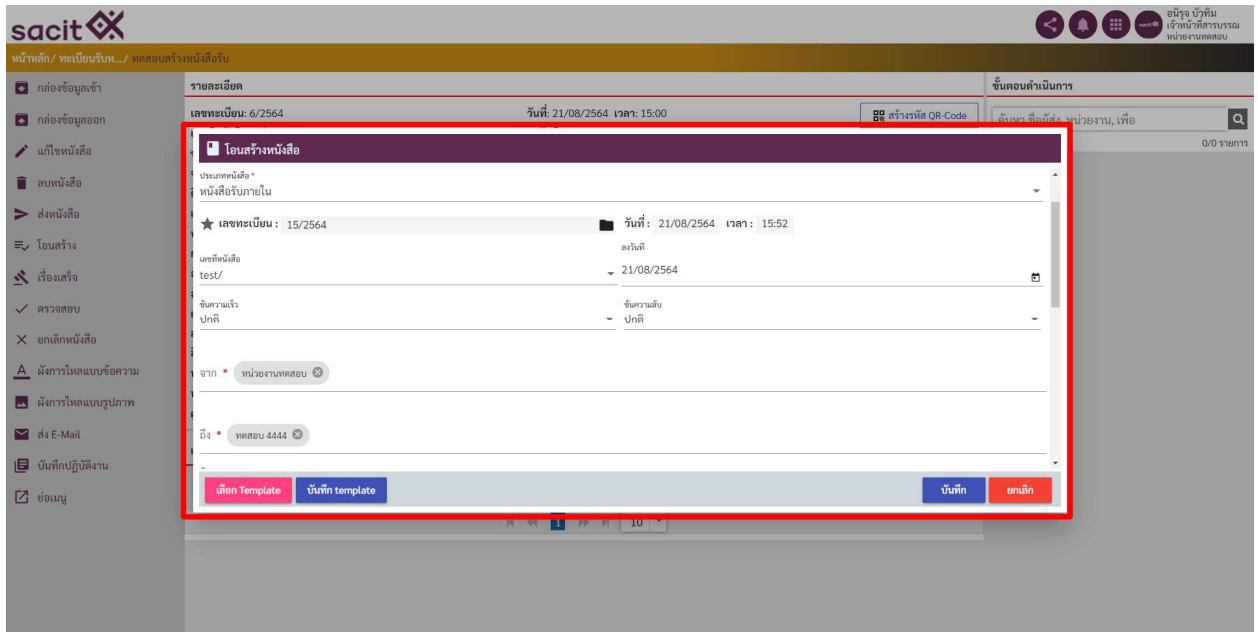 sacit
อนิรุจ บัวทิม
เจ้าหน้าที่สารบรรณ
หน่วยงานทดสอบ
หน้าหลัก/ ทะเบียนรับห.../ ทดสอบสร้างหนังสือรับ
กล่องข้อมูลเข้า
กล่องข้อมูลออก
แก้ไขหนังสือ
ลบหนังสือ
ส่งหนังสือ
โอนสร้าง
เรื่องเสร็จ
ตรวจสอบ
ยกเลิกหนังสือ
ผังการไหลแบบข้อความ
ผังการไหลแบบรูปภาพ
ส่ง E-Mail
บันทึกปฏิบัติงาน
ย่อเมนู
รายละเอียด
เลขทะเบียน: 6/2564 วันที่: 21/08/2564 เวลา: 15:00 สร้างรหัส QR-Code
ขั้นตอนดำเนินการ
ค้นหา ชื่อผู้ส่ง, หน่วยงาน, เพื่อ
0/0 รายการ
โอนสร้างหนังสือ
ประเภทหนังสือ *
หนังสือรับภายใน
เลขทะเบียน : 15/2564 วันที่ : 21/08/2564 เวลา : 15:52
เลขที่หนังสือ ลงวันที่
test/ 21/08/2564
ชั้นความเร็ว ชั้นความลับ
ปกติ ปกติ
จาก * หน่วยงานทดสอบ
ถึง * ทดสอบ 4444
เลือก Template บันทึก template บันทึก ยกเลิก
1 10